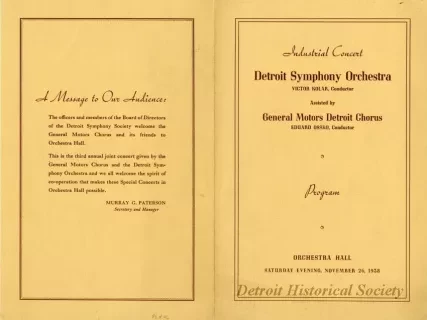 A Message to Our Audience:
The officers and members of the Board of Directors
of the Detroit Symphony Society welcome the
General Motors Chorus and its friends to
Orchestra Hall.
This is the third annual joint concert given by the
General Motors Chorus and the Detroit Sym-
phony Orchestra and we all welcome the spirit of
co-operation that makes these Special Concerts in
Orchestra Hall possible.
MURRAY G. PATERSON
Secretary and Manager
Industrial Concert
Detroit Symphony Orchestra
VICTOR KOLAR, Conductor
Assisted by
General Motors Detroit Chorus
EDUARD OSSKO, Conductor
Program
ORCHESTRA HALL
SATURDAY EVENING, NOVEMBER 26, 1938
Detroit Historical Society